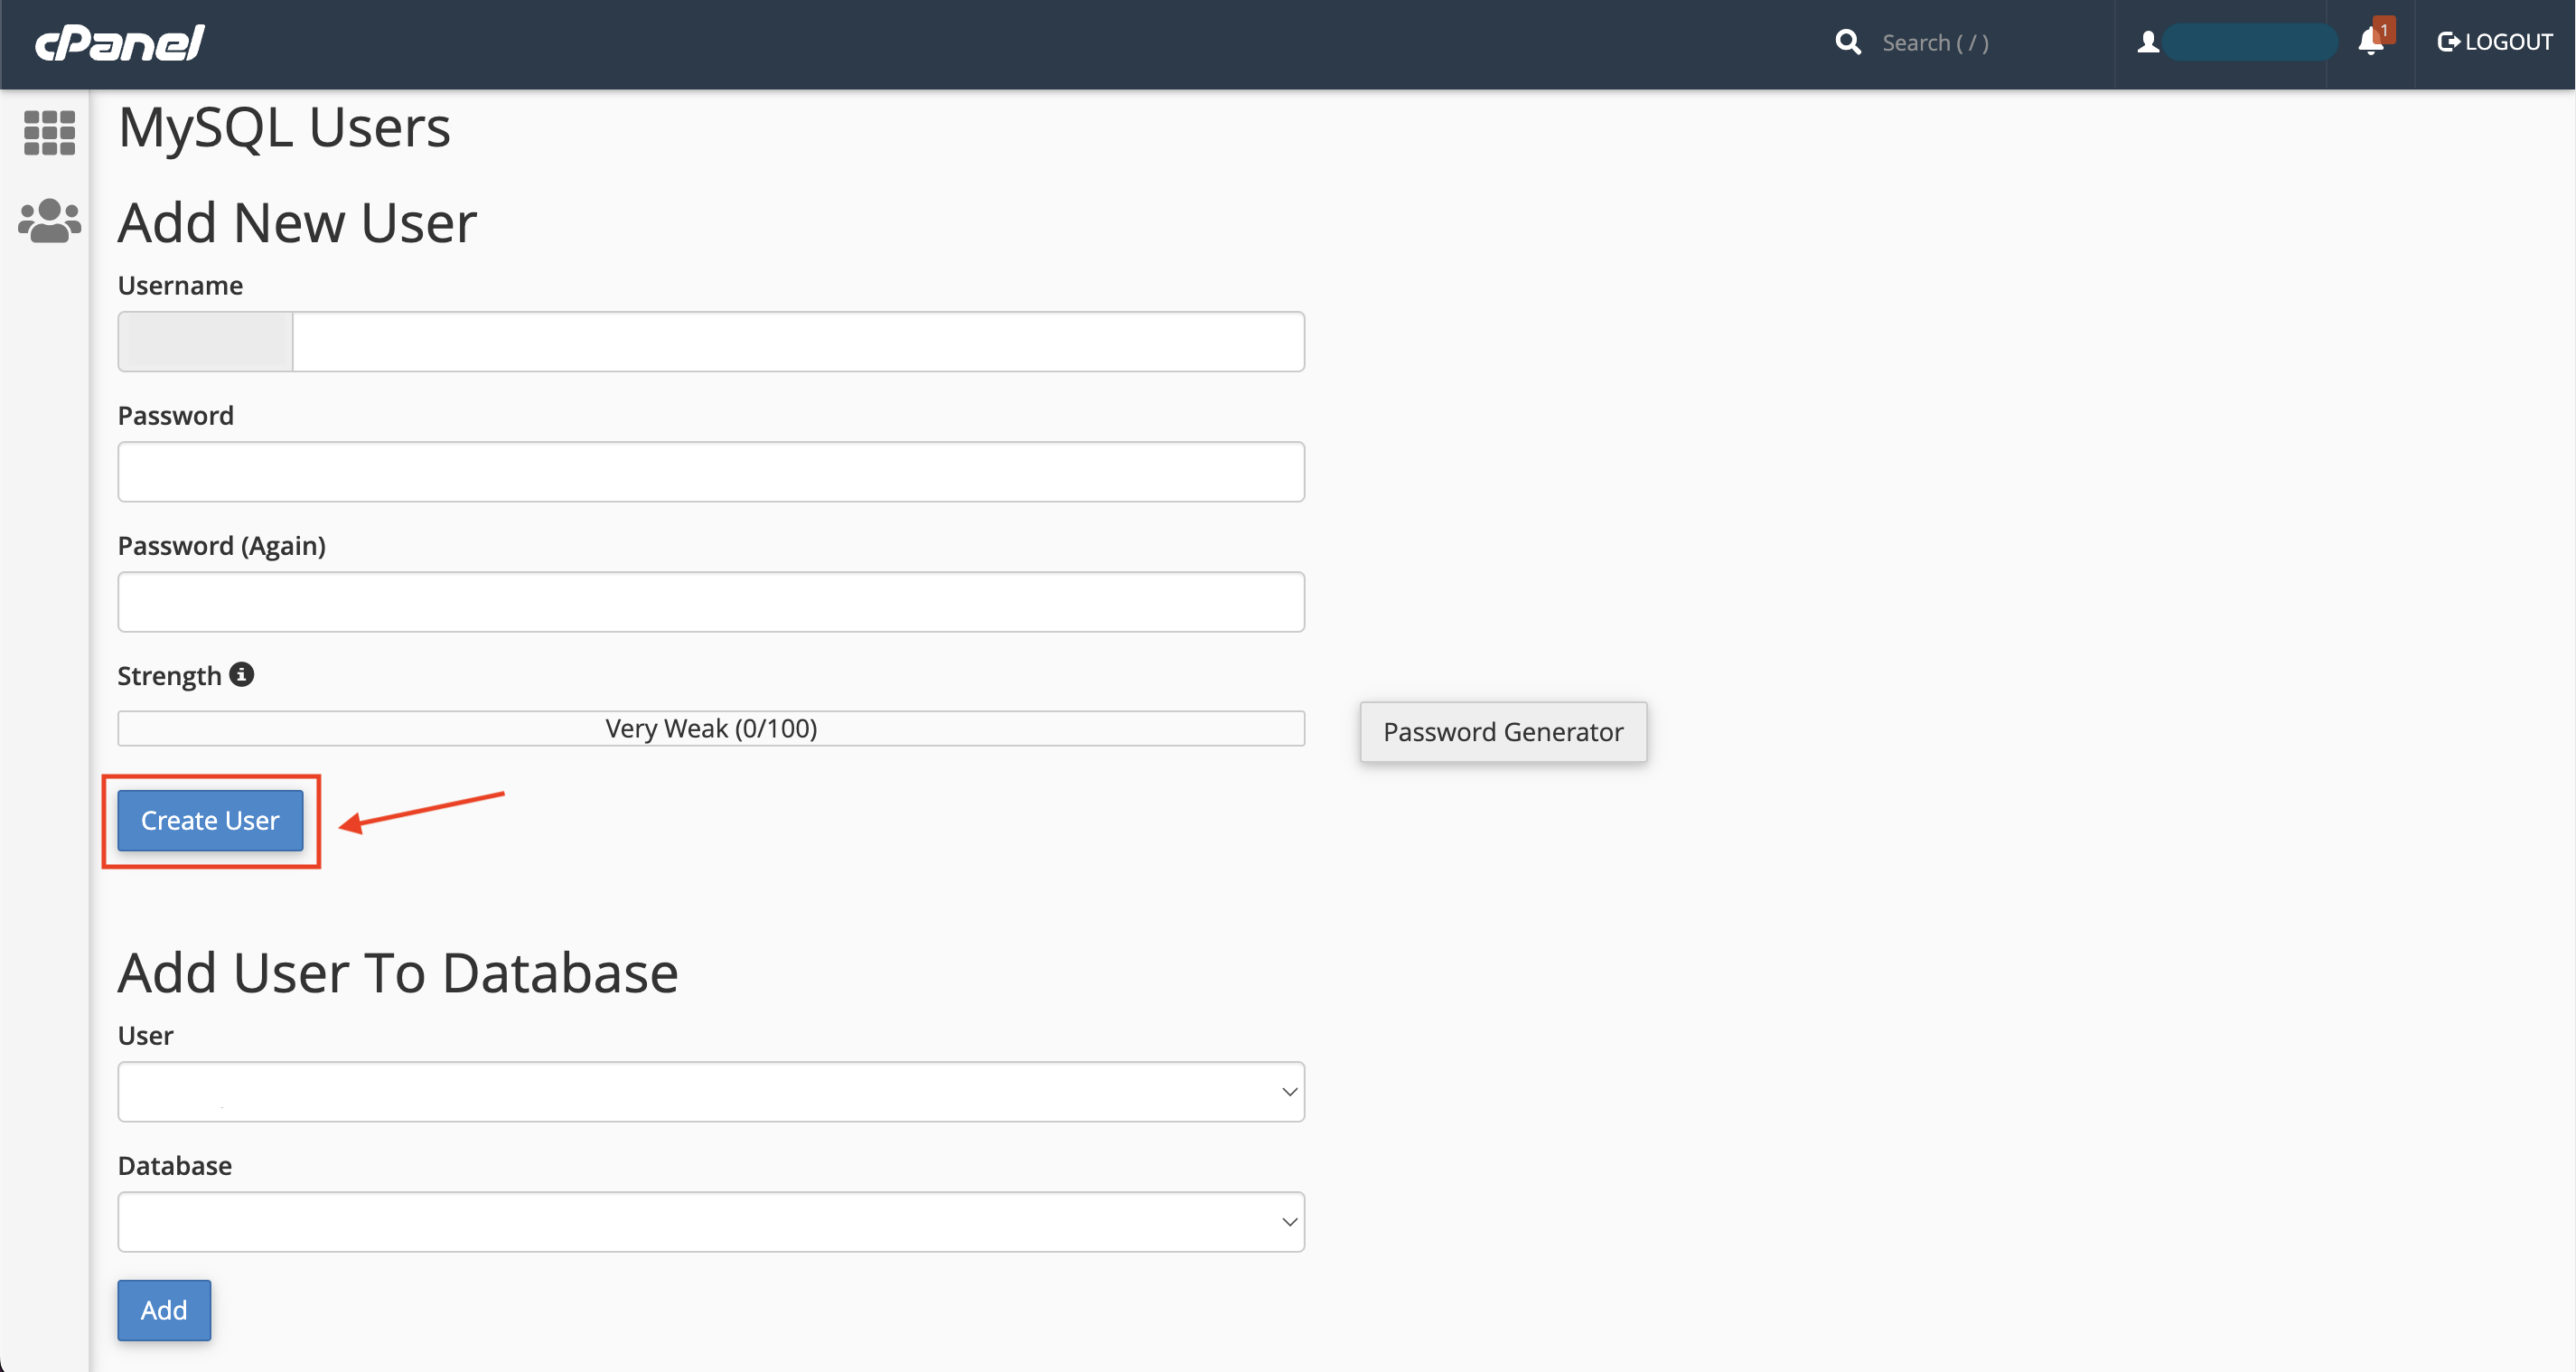 cPanel
Search ( / )
1
LOGOUT
MySQL Users
Add New User
Username
Password
Password (Again)
Strength
Very Weak (0/100)
Password Generator
Create User
Add User To Database
User
Database
Add